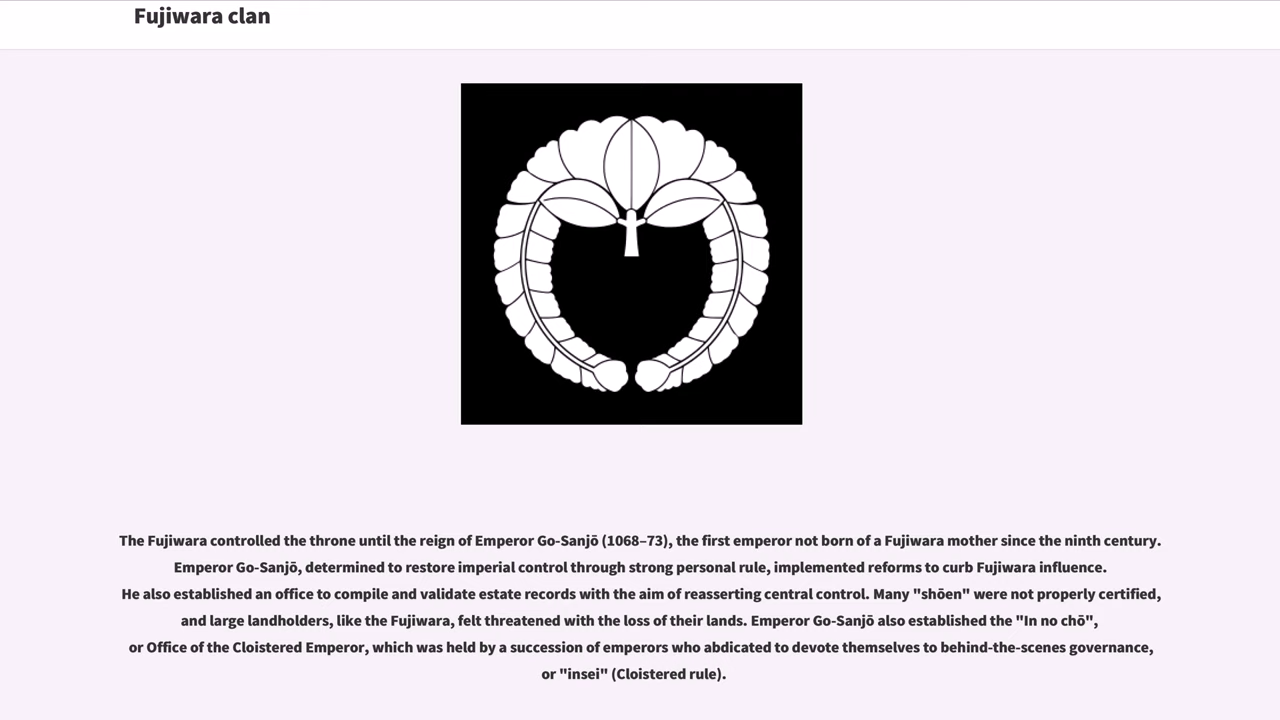 Fujiwara clan
The Fujiwara controlled the throne until the reign of Emperor Go-Sanjō (1068–73), the first emperor not born of a Fujiwara mother since the ninth century.
Emperor Go-Sanjō, determined to restore imperial control through strong personal rule, implemented reforms to curb Fujiwara influence.
He also established an office to compile and validate estate records with the aim of reasserting central control. Many "shōen" were not properly certified,
and large landholders, like the Fujiwara, felt threatened with the loss of their lands. Emperor Go-Sanjō also established the "In no chō",
or Office of the Cloistered Emperor, which was held by a succession of emperors who abdicated to devote themselves to behind-the-scenes governance,
or "insei" (Cloistered rule).